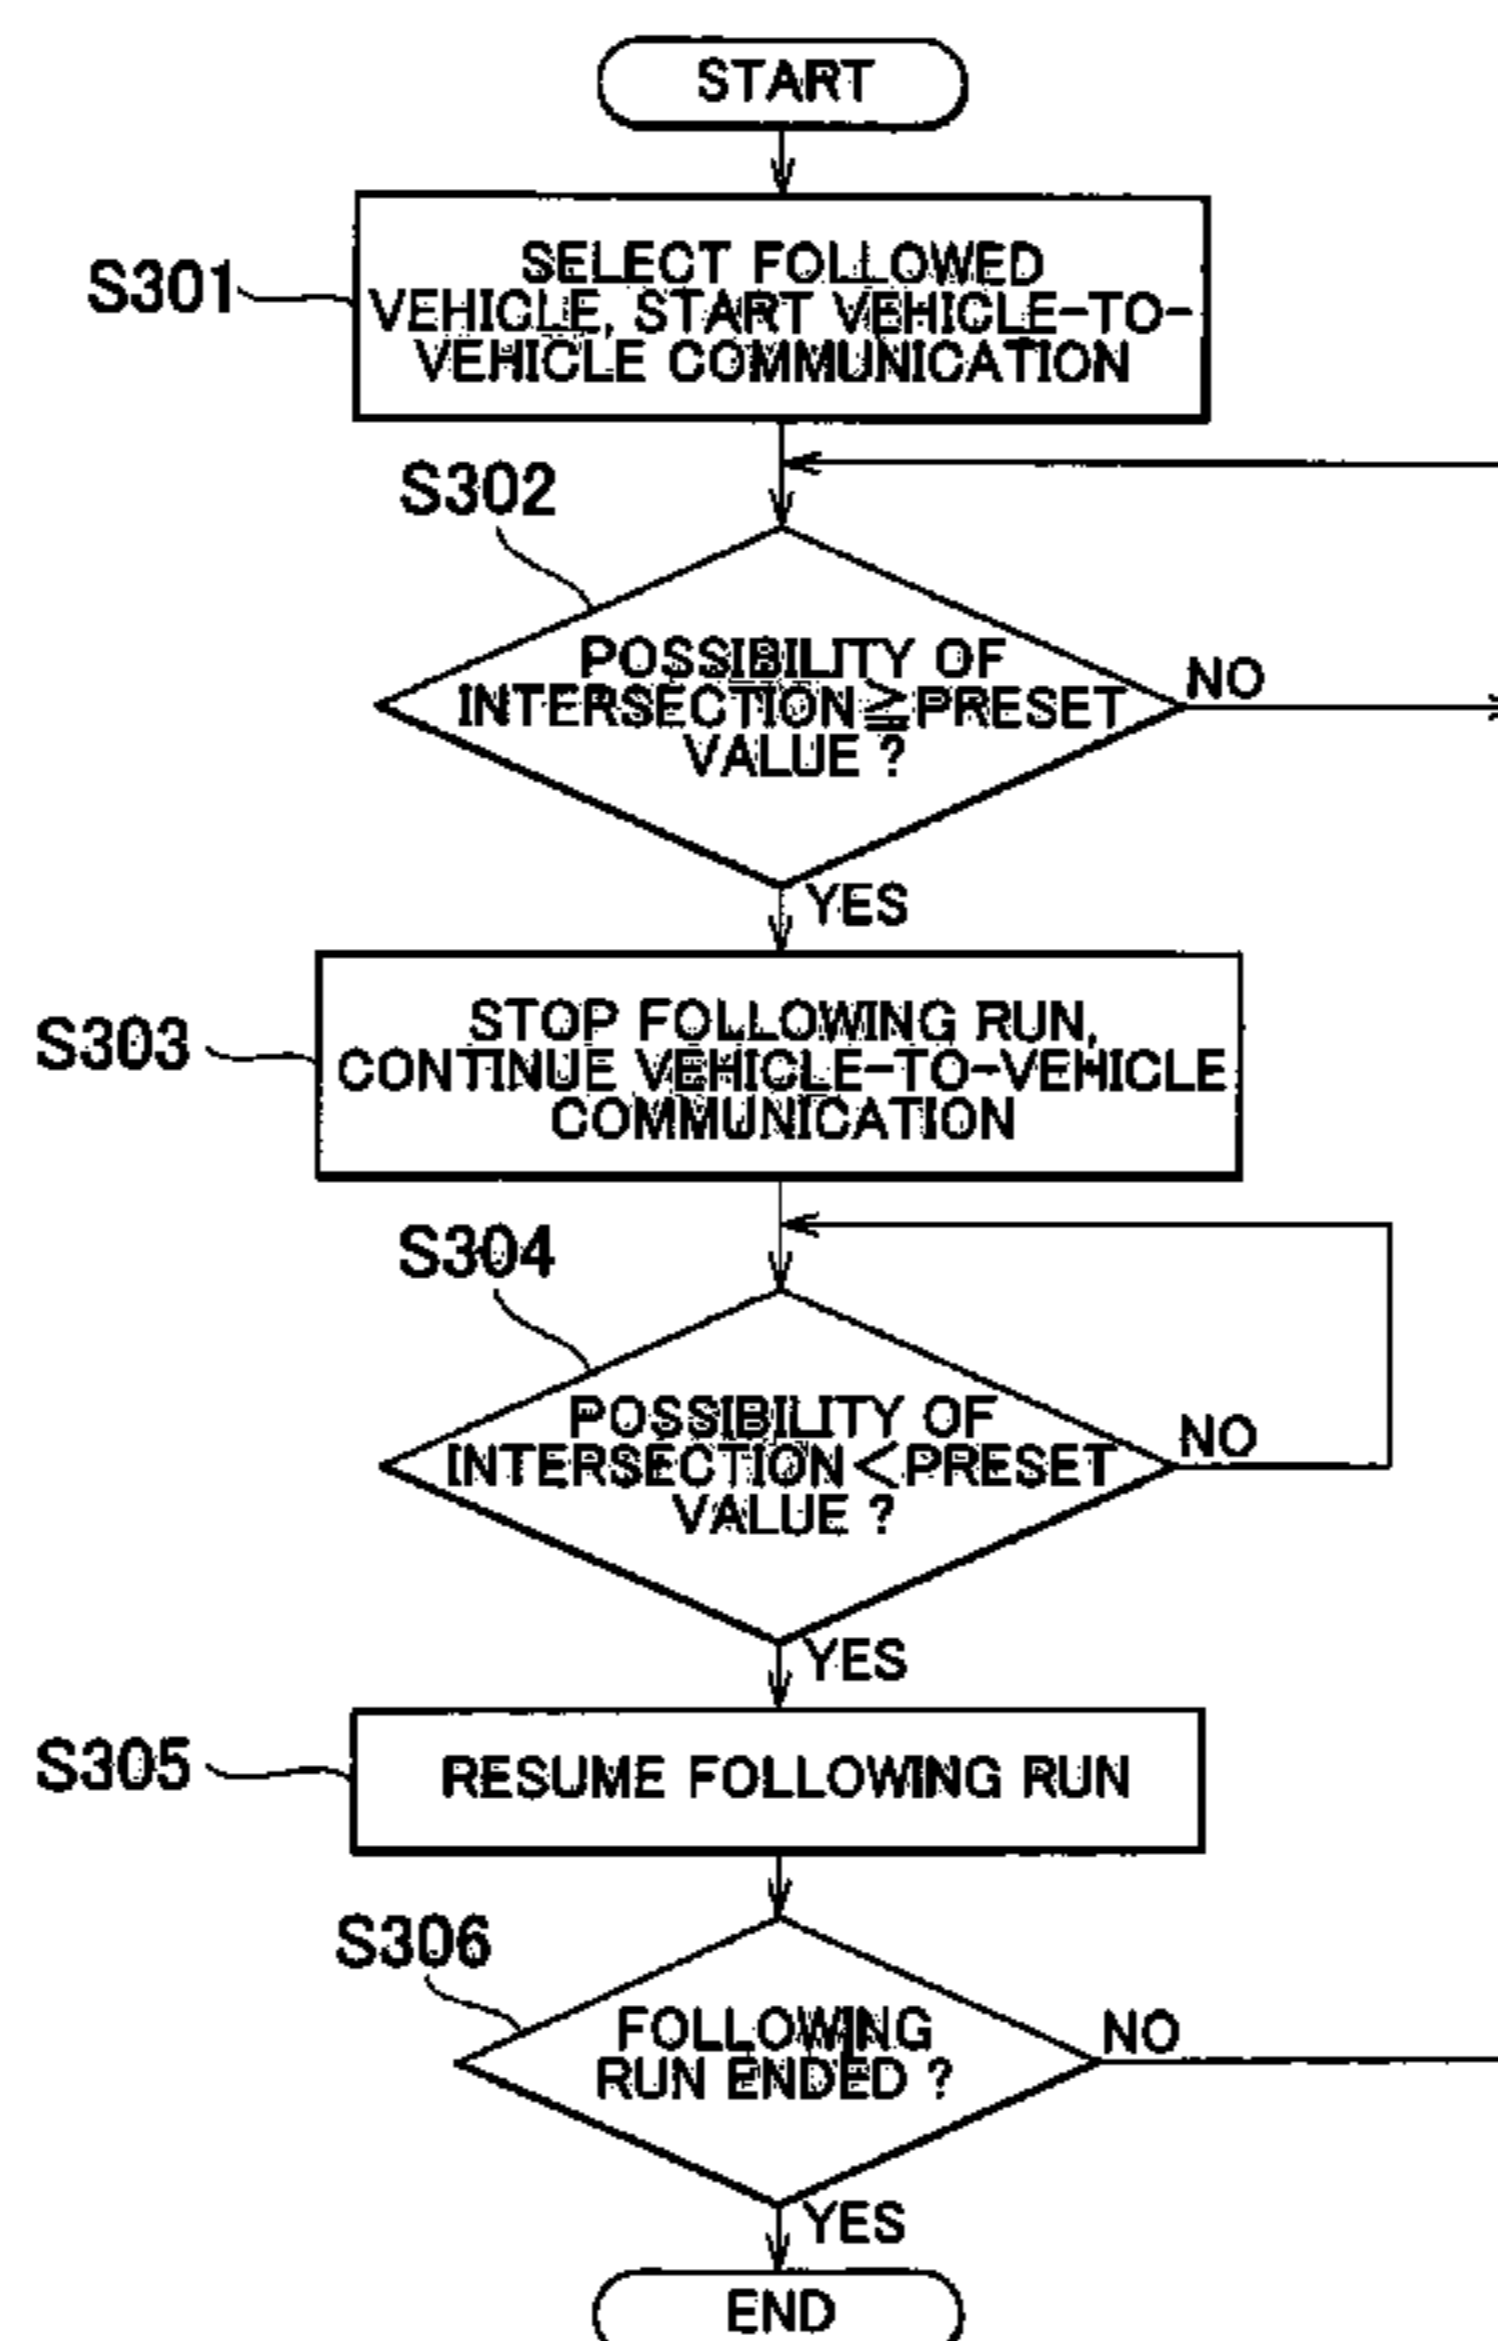 START
S301
SELECT FOLLOWED
VEHICLE, START VEHICLE-TO-
VEHICLE COMMUNICATION
S302
POSSIBILITY OF
INTERSECTION≧PRESET
VALUE ?
NO
YES
S303
STOP FOLLOWING RUN,
CONTINUE VEHICLE-TO-VEHICLE
COMMUNICATION
S304
POSSIBILITY OF
INTERSECTION<PRESET
VALUE ?
NO
YES
S305
RESUME FOLLOWING RUN
S306
FOLLOWING
RUN ENDED ?
NO
YES
END